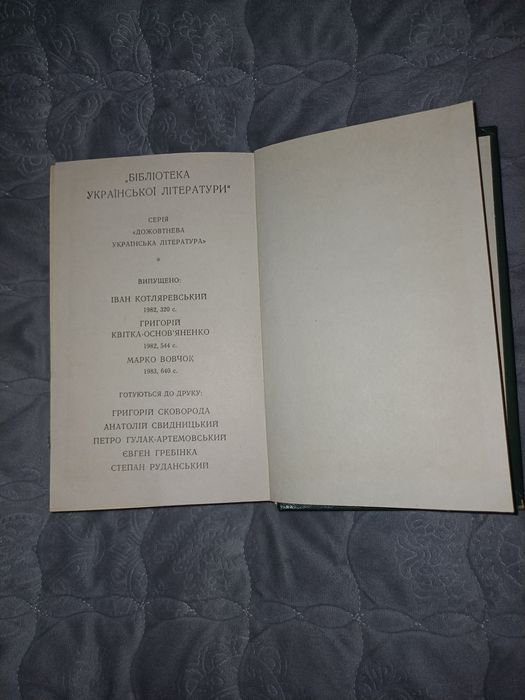 „БІБЛІОТЕКА
УКРАЇНСЬКОЇ ЛІТЕРАТУРИ“
СЕРІЯ
«ДОЖОВТНЕВА
УКРАЇНСЬКА ЛІТЕРАТУРА»
*
ВИПУЩЕНО:
ІВАН КОТЛЯРЕВСЬКИЙ
1982, 320 с.
ГРИГОРІЙ
КВІТКА-ОСНОВ'ЯНЕНКО
1982, 544 с.
МАРКО ВОВЧОК
1983, 640 с.
ГОТУЮТЬСЯ ДО ДРУКУ:
ГРИГОРІЙ СКОВОРОДА
АНАТОЛІЙ СВИДНИЦЬКИЙ
ПЕТРО ГУЛАК-АРТЕМОВСЬКИЙ
ЄВГЕН ГРЕБІНКА
СТЕПАН РУДАНСЬКИЙ